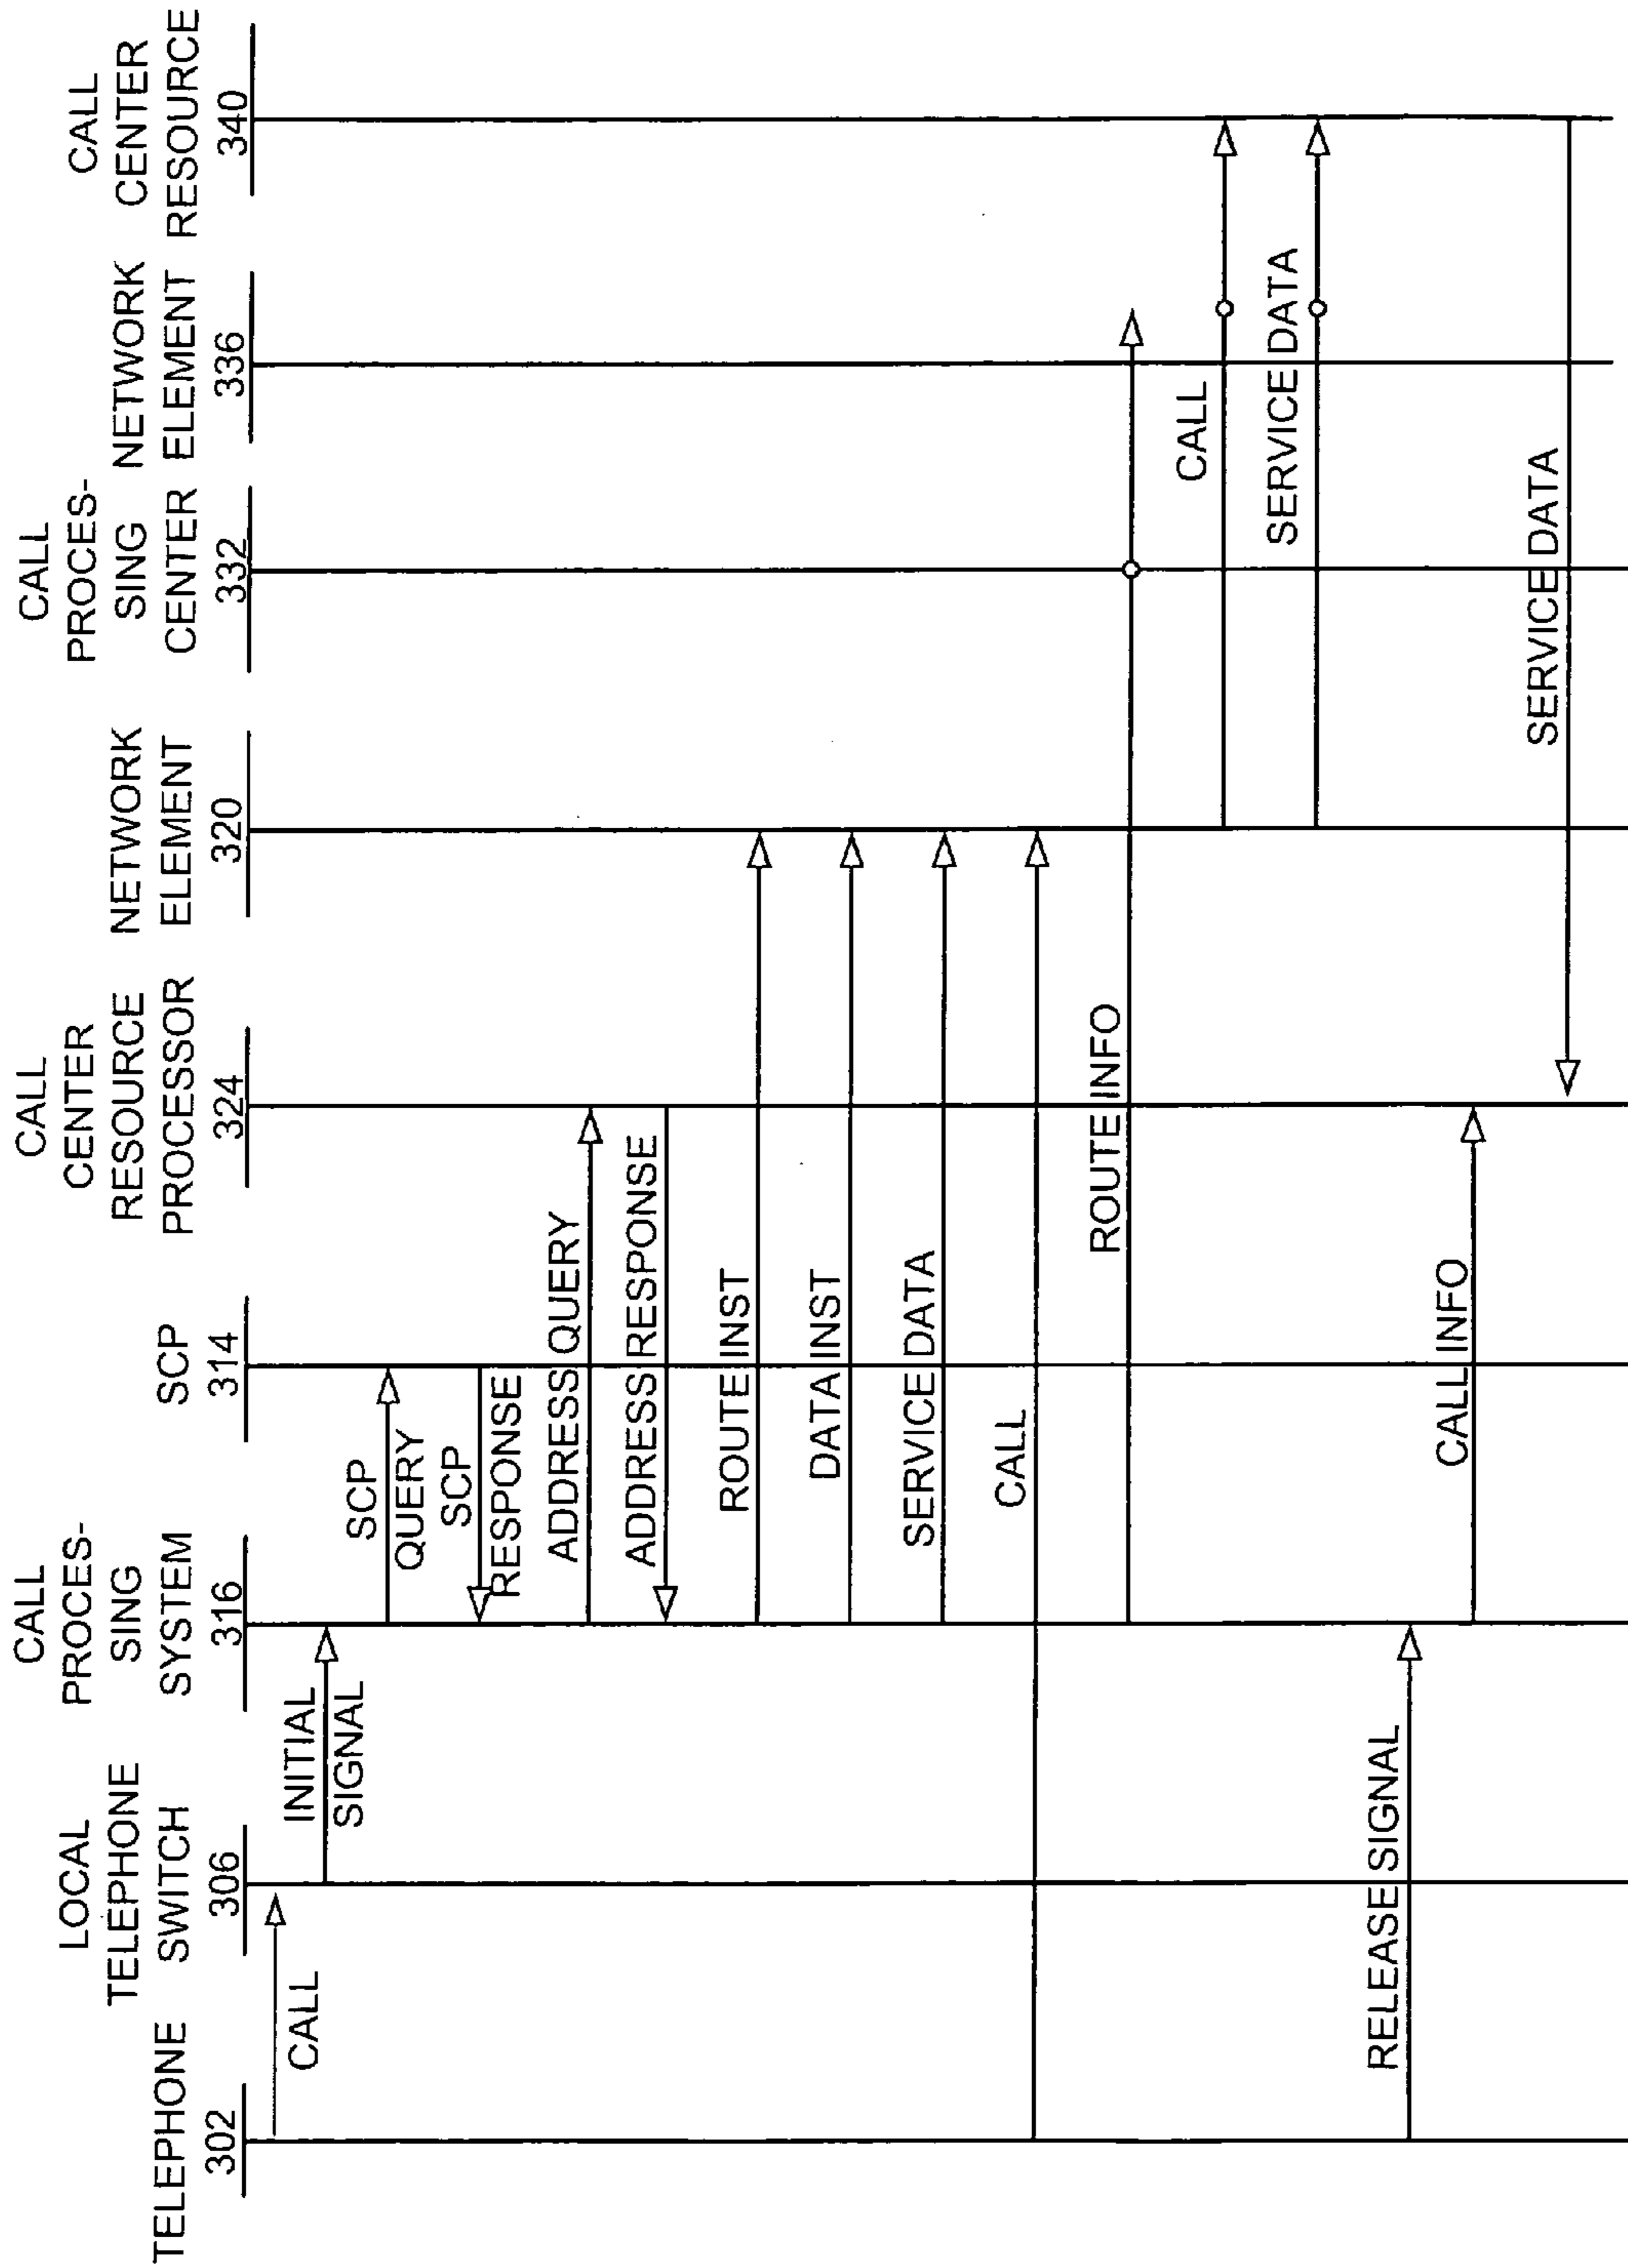 TELEPHONE
302
LOCAL
TELEPHONE
SWITCH
306
CALL
PROCES-
SING
SYSTEM
316
SCP
314
CALL
CENTER
RESOURCE
PROCESSOR
324
NETWORK
ELEMENT
320
CALL
PROCES-
SING
CENTER
332
NETWORK
ELEMENT
336
CALL
CENTER
RESOURCE
340
CALL
INITIAL
SIGNAL
SCP
QUERY
SCP
RESPONSE
ADDRESS QUERY
ADDRESS RESPONSE
ROUTE INST
DATA INST
SERVICE DATA
CALL
ROUTE INFO
CALL
SERVICE DATA
RELEASE SIGNAL
CALL INFO
SERVICE DATA